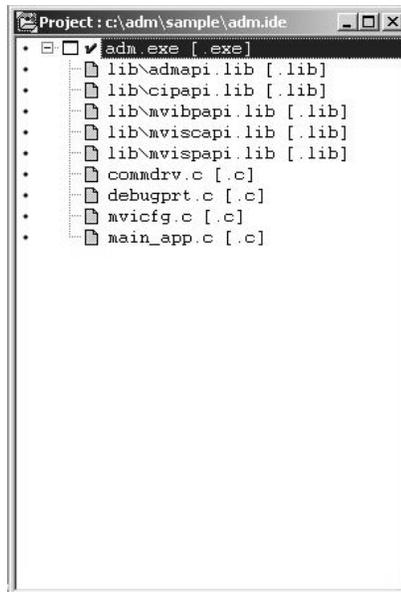 Project : c:\adm\sample\adm.ide
adm.exe [.exe]
lib\admapi.lib [.lib]
lib\cipapi.lib [.lib]
lib\mvibpapi.lib [.lib]
lib\mviscapi.lib [.lib]
lib\mvispapi.lib [.lib]
commdrv.c [.c]
debugprt.c [.c]
mvicfg.c [.c]
main_app.c [.c]